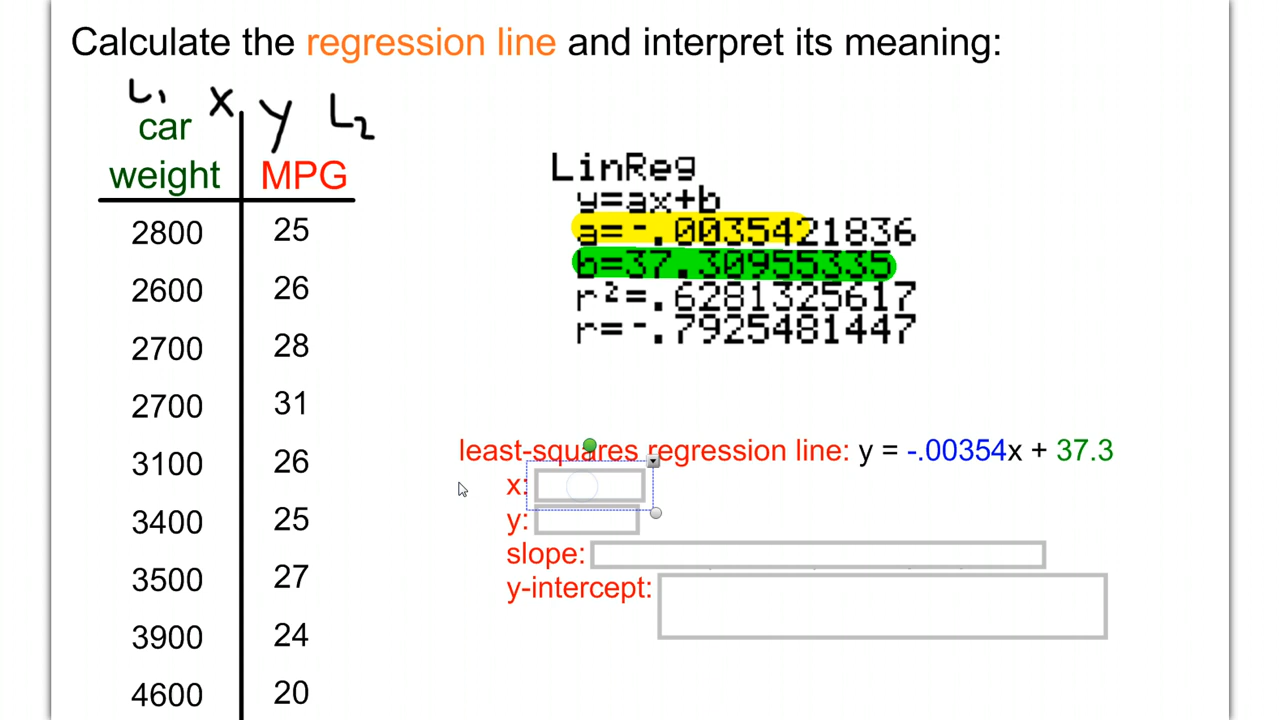 Calculate the regression line and interpret its meaning:
L1 X y L2
car
weight MPG
2800 25
2600 26
2700 28
2700 31
3100 26
3400 25
3500 27
3900 24
4600 20
LinReg
y=ax+b
a=-.0035421836
b=37.30955335
r²=.6281325617
r=-.7925481447
least-squares regression line: y = -.00354x + 37.3
x:
y:
slope:
y-intercept: